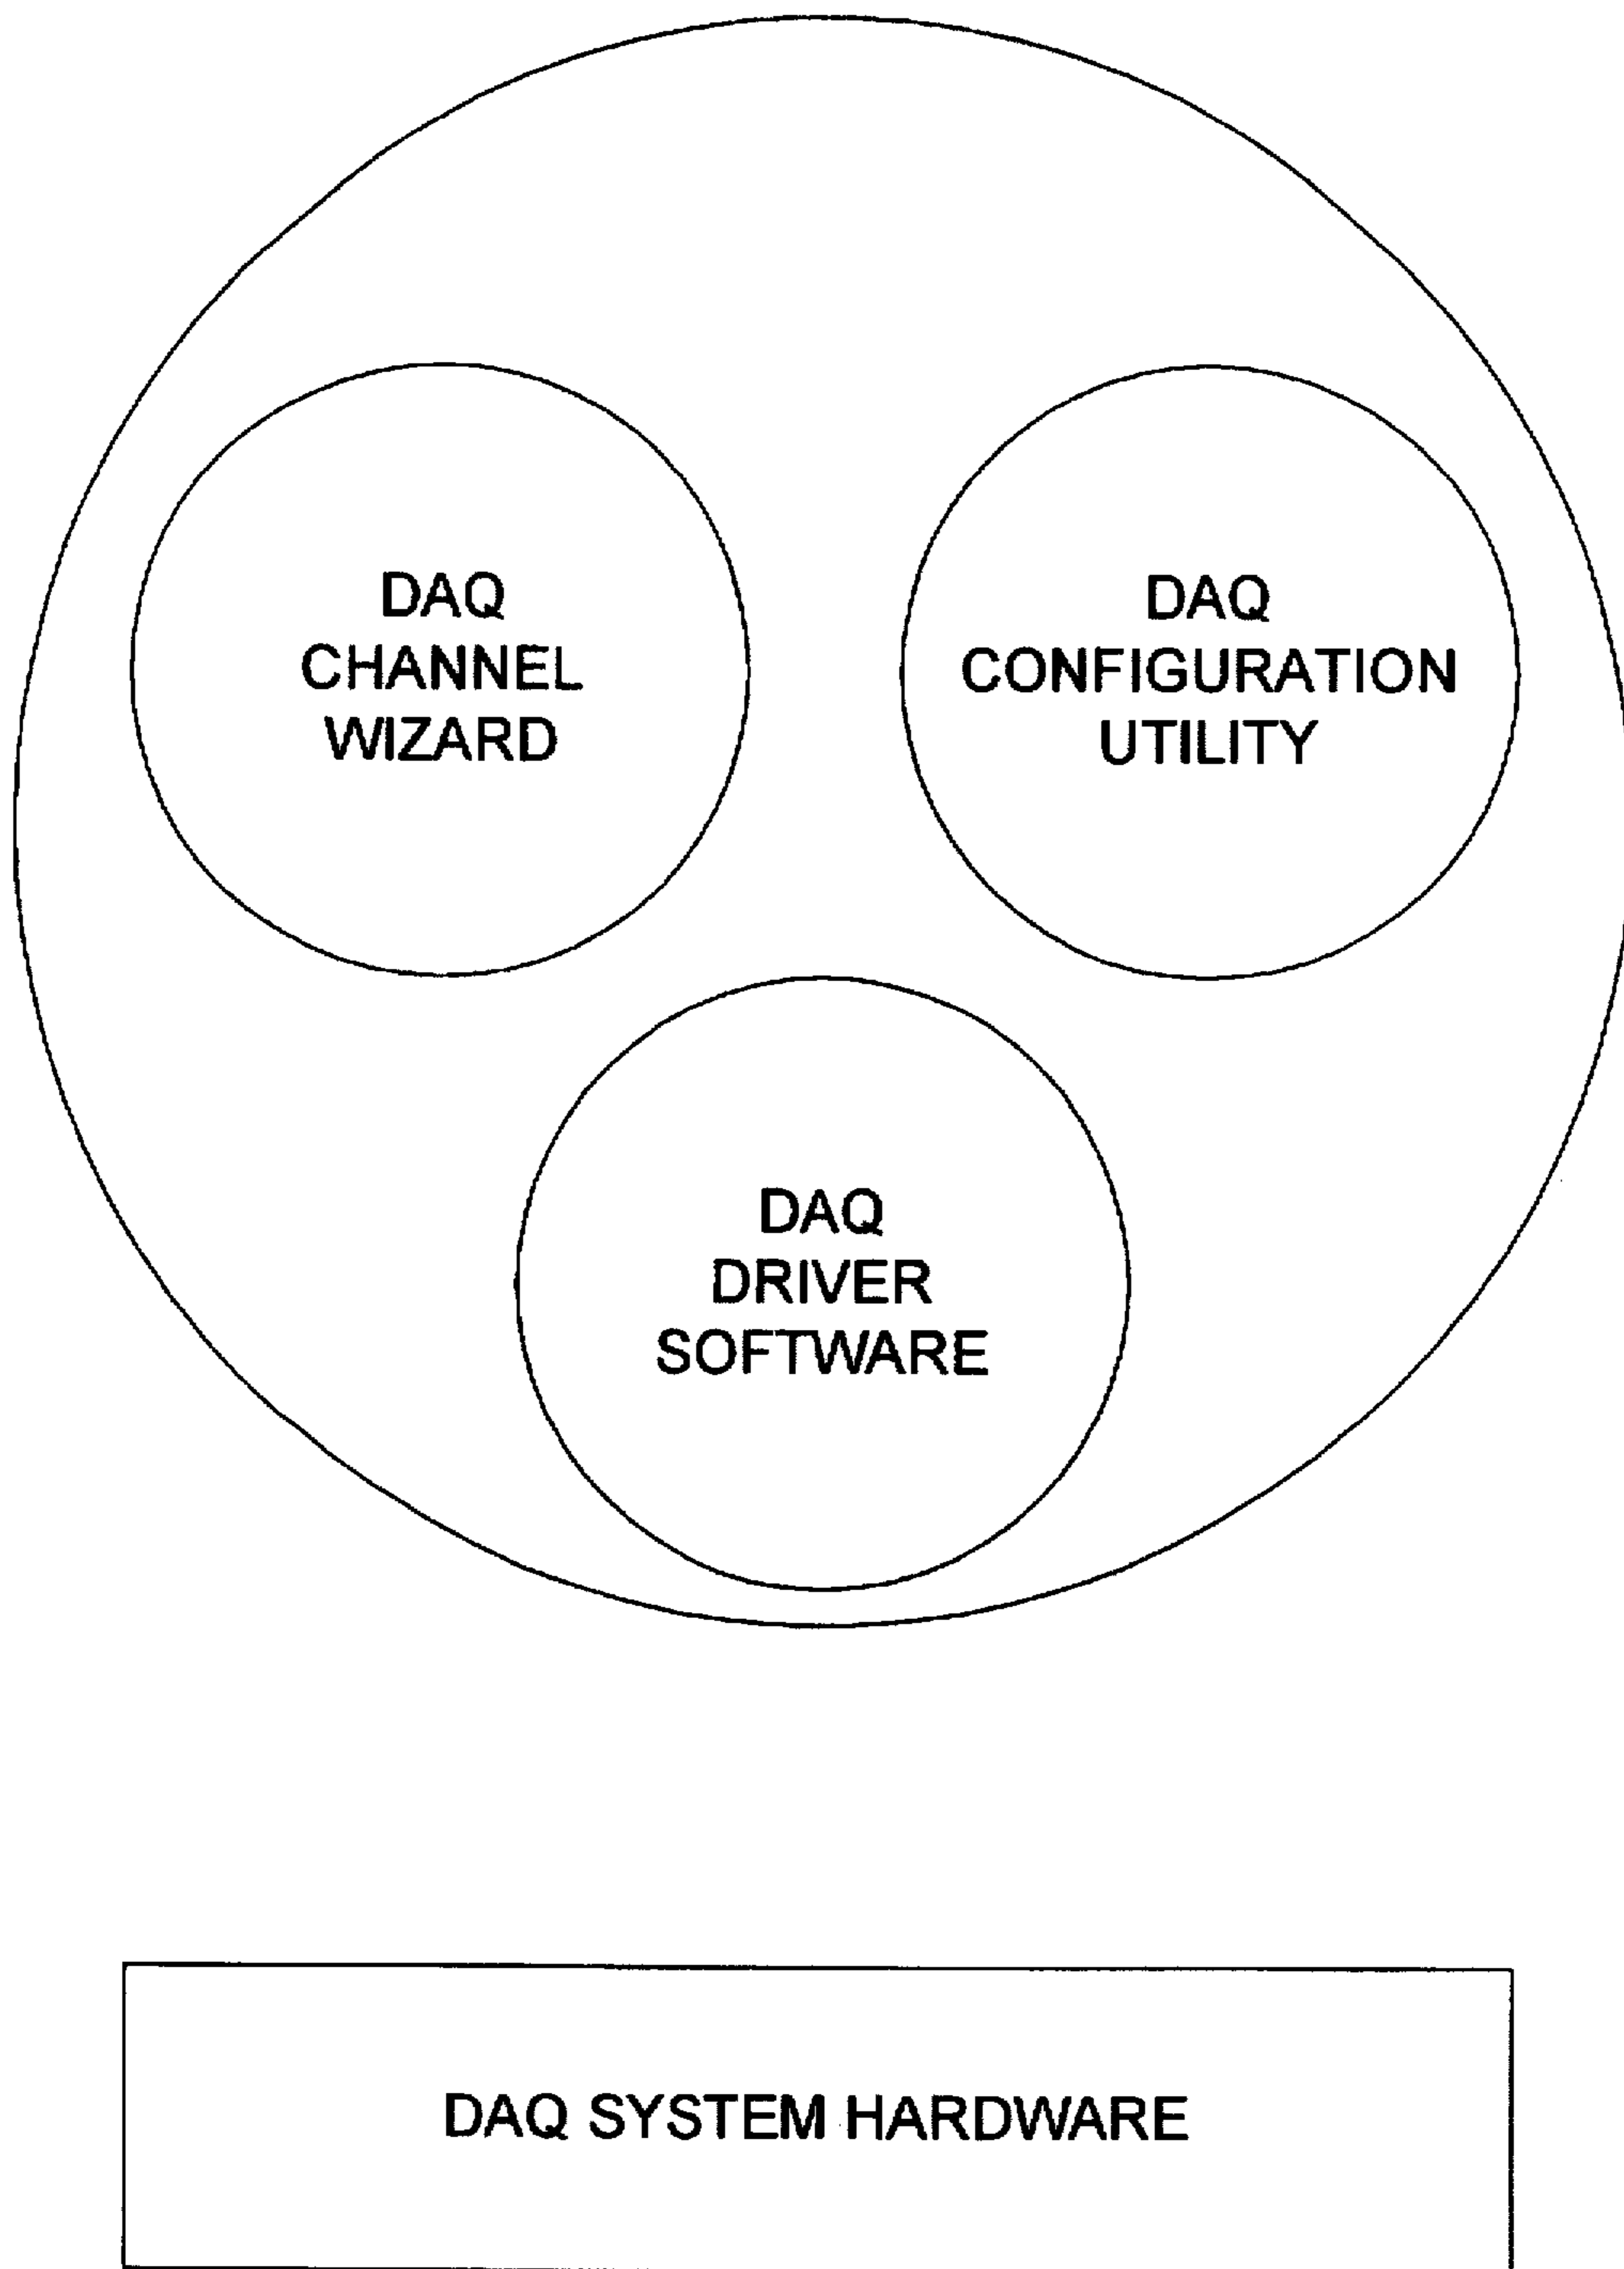 DAQ
CHANNEL
WIZARD
DAQ
CONFIGURATION
UTILITY
DAQ
DRIVER
SOFTWARE
DAQ SYSTEM HARDWARE